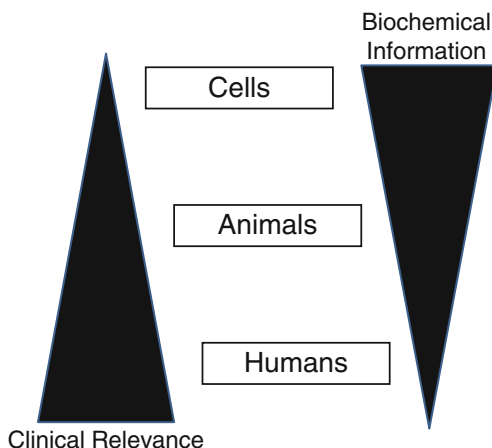 Biochemical
Information
Cells
Animals
Humans
Clinical Relevance